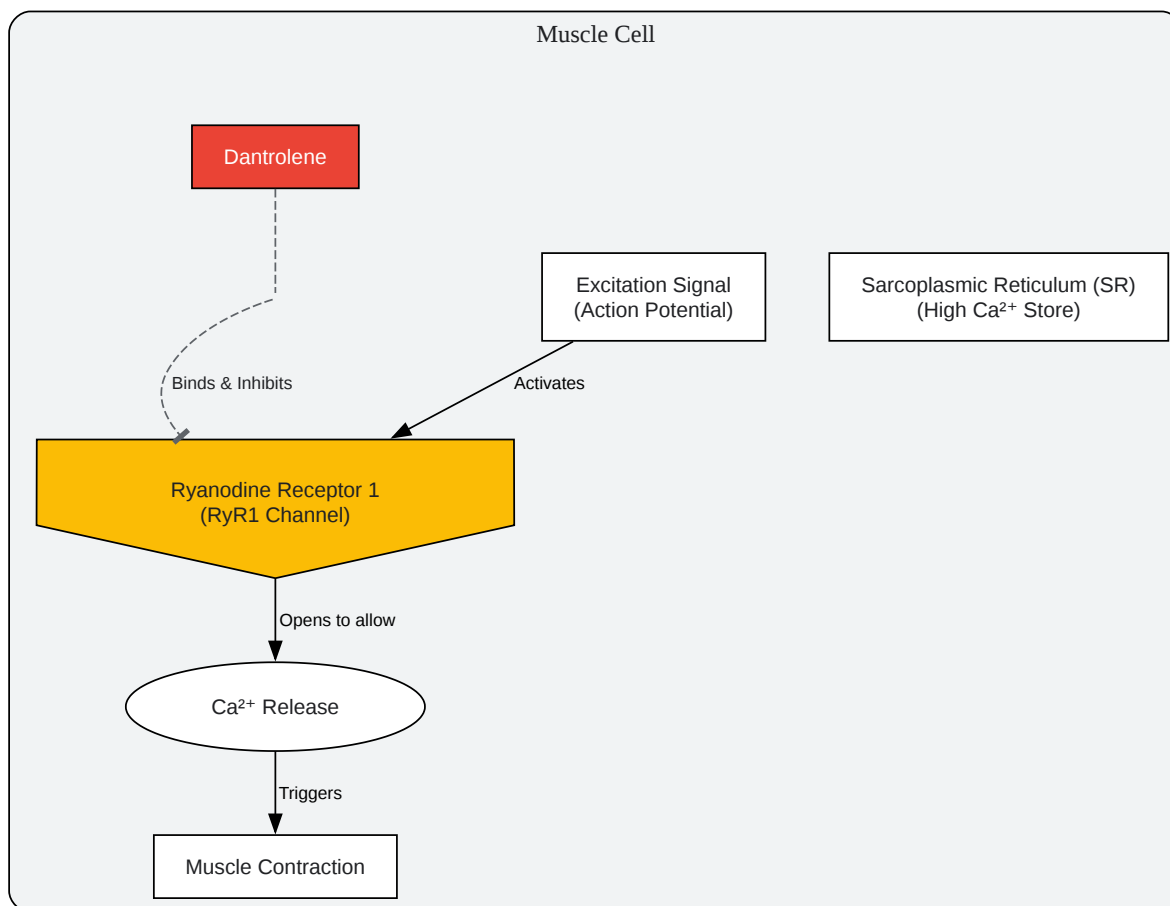 Muscle Cell
Dantrolene
Excitation Signal
(Action Potential)
Sarcoplasmic Reticulum (SR)
(High Ca²⁺ Store)
Binds & Inhibits
Activates
Ryanodine Receptor 1
(RyR1 Channel)
Opens to allow
Ca²⁺ Release
Triggers
Muscle Contraction